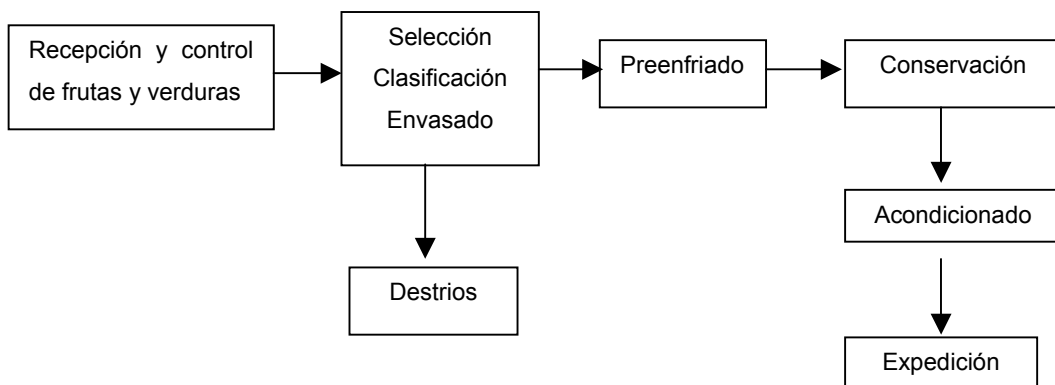 Recepción y control
de frutas y verduras
Selección
Clasificación
Envasado
Preenfriado
Conservación
Acondicionado
Destrios
Expedición